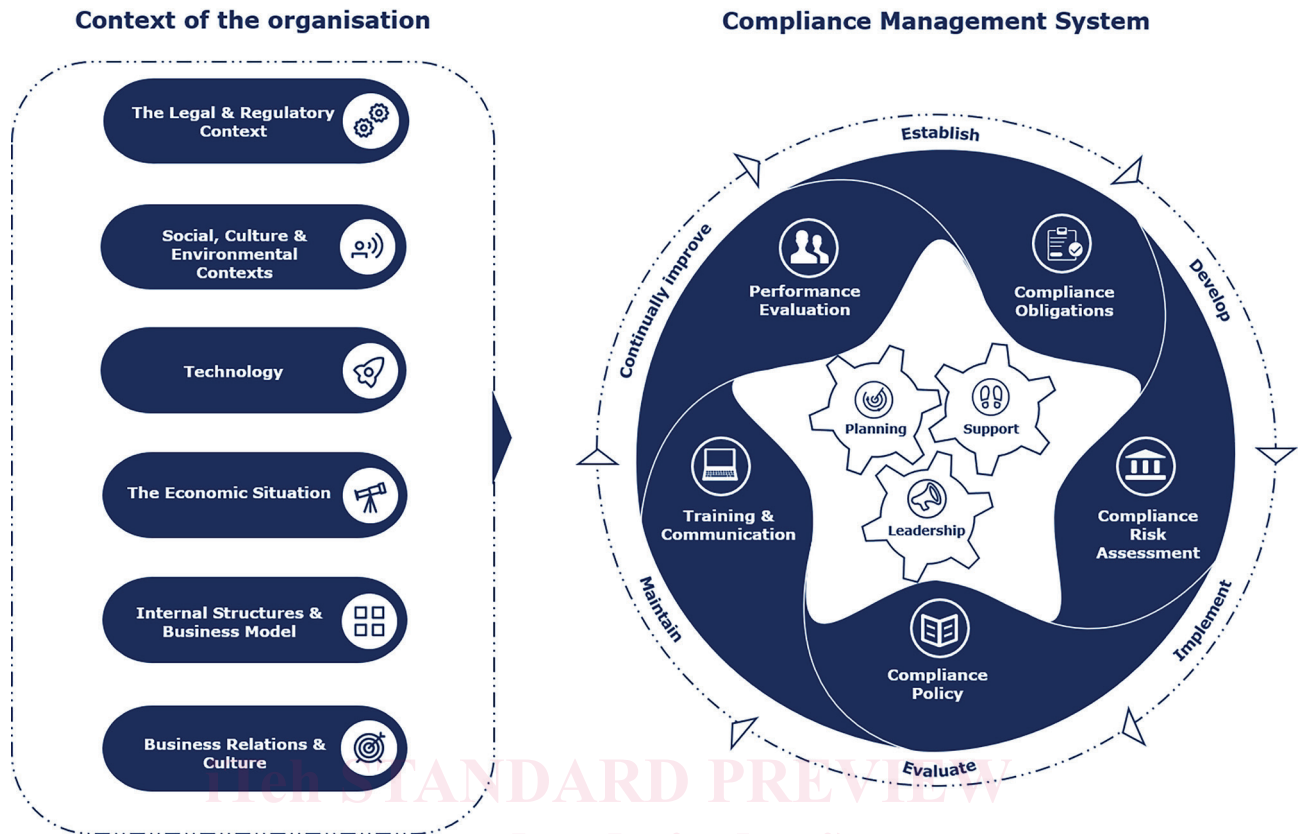 Context of the organisation
The Legal & Regulatory
Context
Social, Culture &
Environmental
Contexts
Technology
The Economic Situation
Internal Structures &
Business Model
Business Relations &
Culture
Compliance Management System
Establish
Develop
Implement
Evaluate
Maintain
Continually improve
Performance
Evaluation
Compliance
Obligations
Compliance
Risk
Assessment
Compliance
Policy
Training &
Communication
Planning
Support
Leadership
iTeh STANDARD PREVIEW